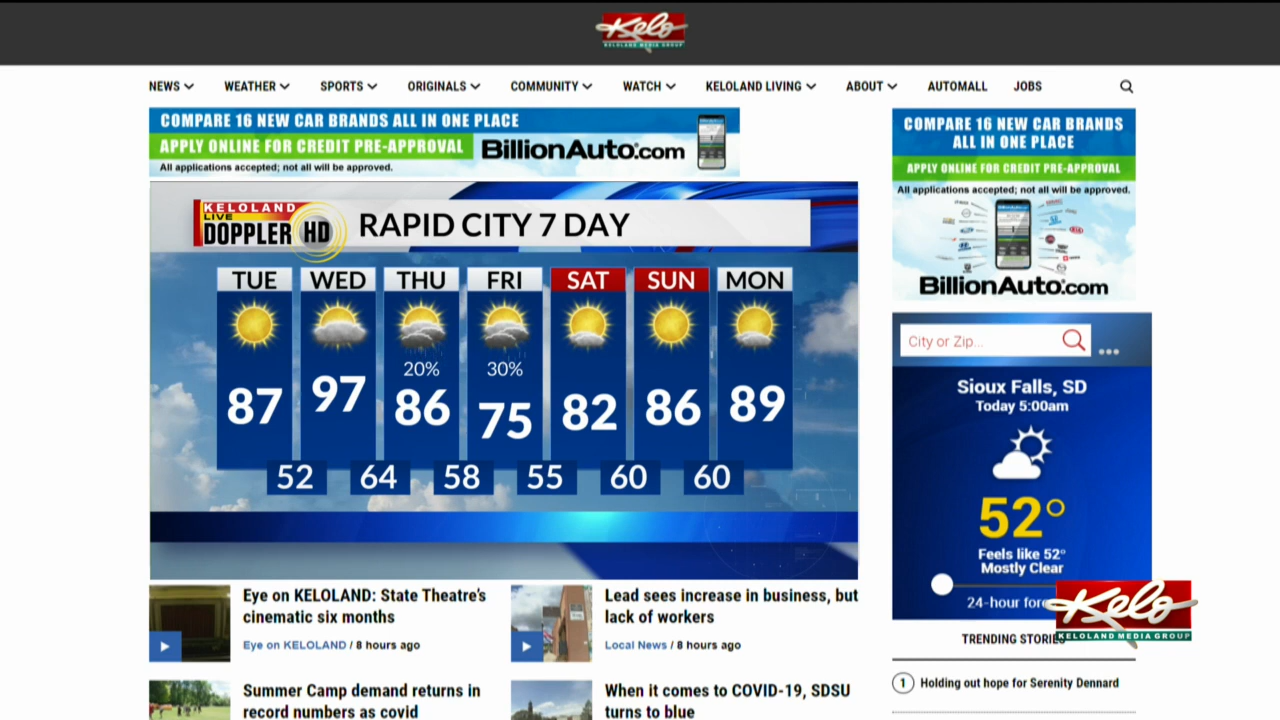 Kelo
KELOLAND MEDIA GROUP
NEWS
WEATHER
SPORTS
ORIGINALS
COMMUNITY
WATCH
KELOLAND LIVING
ABOUT
AUTOMALL
JOBS
COMPARE 16 NEW CAR BRANDS ALL IN ONE PLACE
APPLY ONLINE FOR CREDIT PRE-APPROVAL
BillionAuto.com
All applications accepted; not all will be approved.
COMPARE 16 NEW CAR BRANDS
ALL IN ONE PLACE
APPLY ONLINE FOR CREDIT PRE-APPROVAL
All applications accepted; not all will be approved.
BillionAuto.com
KELOLAND
LIVE
DOPPLER HD
RAPID CITY 7 DAY
TUE WED THU FRI SAT SUN MON
20% 30%
87 97 86 75 82 86 89
52 64 58 55 60 60
City or Zip...
Sioux Falls, SD
Today 5:00am
52°
Feels like 52°
Mostly Clear
24-hour fore
Kelo
KELOLAND MEDIA GROUP
Eye on KELOLAND: State Theatre's
cinematic six months
Eye on KELOLAND / 8 hours ago
Lead sees increase in business, but
lack of workers
Local News / 8 hours ago
TRENDING STORIES
1 Holding out hope for Serenity Dennard
Summer Camp demand returns in
record numbers as covid
When it comes to COVID-19, SDSU
turns to blue